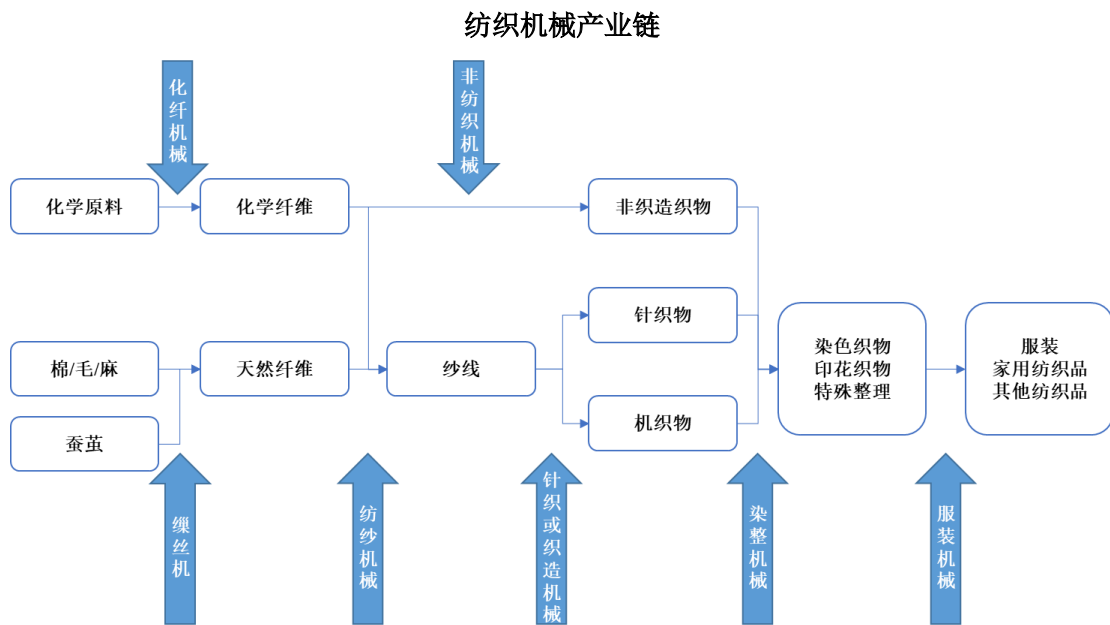 纺织机械产业链
化纤机械
非纺织机械
化学原料
化学纤维
非织造织物
针织物
棉/毛/麻
天然纤维
纱线
染色织物
印花织物
特殊整理
服装
家用纺织品
其他纺织品
蚕茧
机织物
缫丝机
纺纱机械
针织或织造机械
染整机械
服装机械